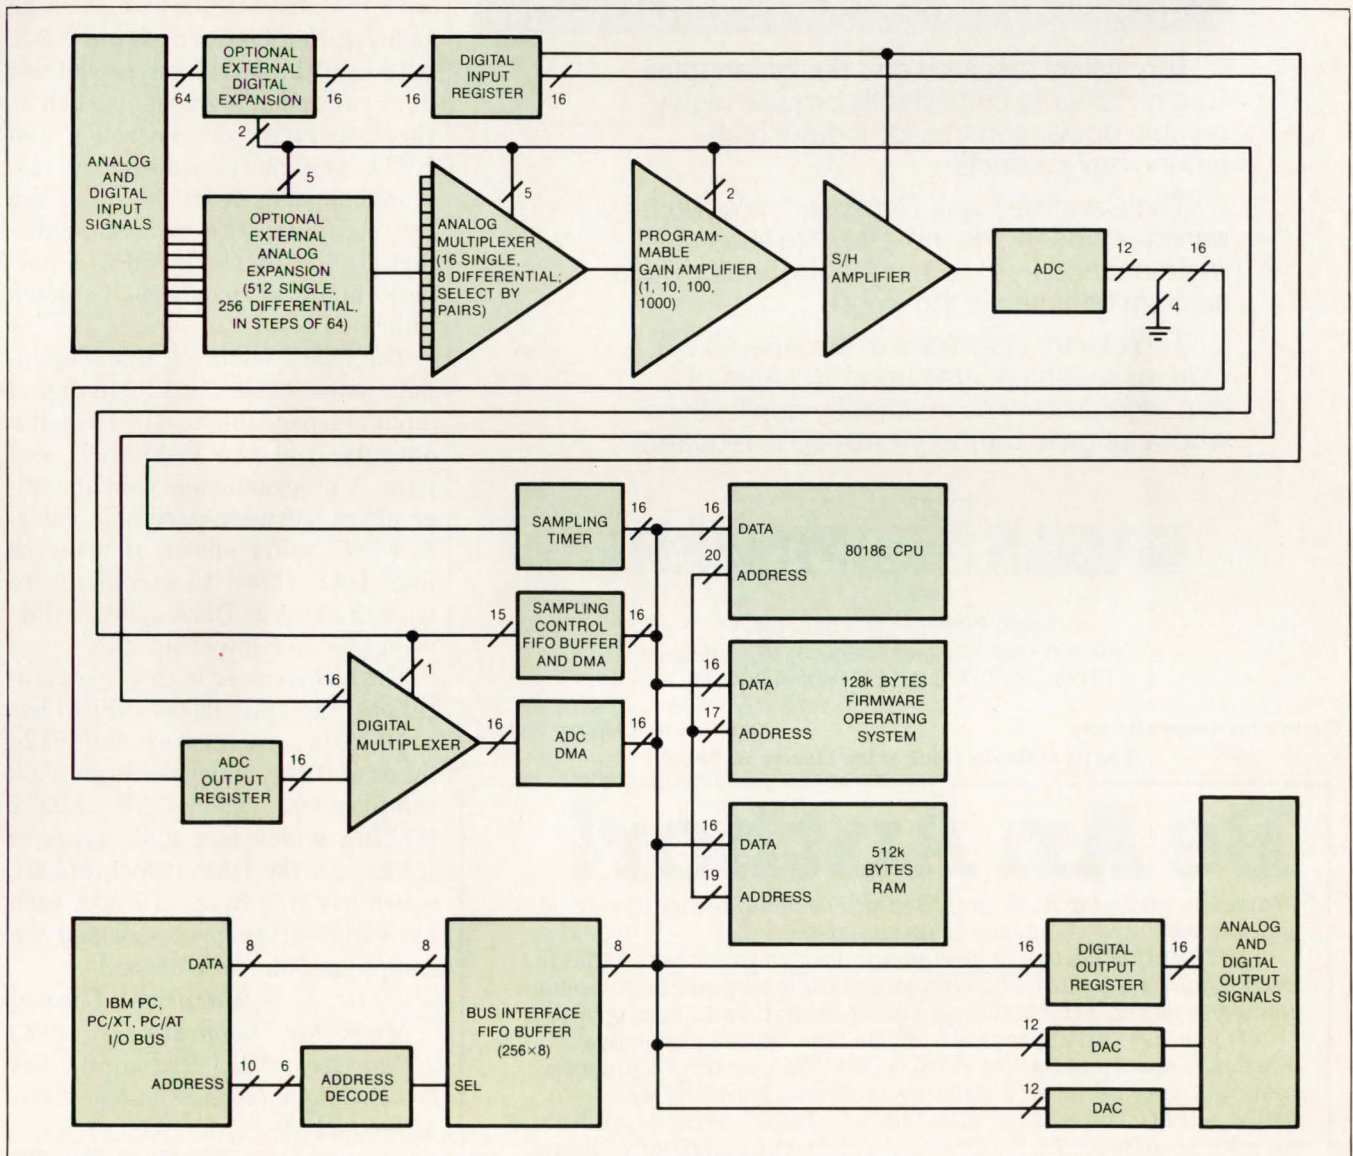 OPTIONAL
EXTERNAL
DIGITAL
EXPANSION
64
16
16
DIGITAL
INPUT
REGISTER
16
2
ANALOG
AND
DIGITAL
INPUT
SIGNALS
5
OPTIONAL
EXTERNAL
ANALOG
EXPANSION
(512 SINGLE,
256 DIFFERENTIAL,
IN STEPS OF 64)
5
ANALOG
MULTIPLEXER
(16 SINGLE,
8 DIFFERENTIAL;
SELECT BY
PAIRS)
2
PROGRAM-
MABLE
GAIN AMPLIFIER
(1, 10, 100,
1000)
S/H
AMPLIFIER
ADC
12
16
4
SAMPLING
TIMER
16
16
DATA
20
ADDRESS
80186 CPU
15
SAMPLING
CONTROL
FIFO BUFFER
AND DMA
16
1
16
DIGITAL
MULTIPLEXER
16
ADC
DMA
16
ADC
OUTPUT
REGISTER
16
16
DATA
17
ADDRESS
128k BYTES
FIRMWARE
OPERATING
SYSTEM
16
DATA
19
ADDRESS
512k
BYTES
RAM
IBM PC,
PC/XT, PC/AT
I/O BUS
DATA
8
8
ADDRESS
10
6
ADDRESS
DECODE
SEL
BUS INTERFACE
FIFO BUFFER
(256×8)
8
16
DIGITAL
OUTPUT
REGISTER
16
12
DAC
12
DAC
ANALOG
AND
DIGITAL
OUTPUT
SIGNALS